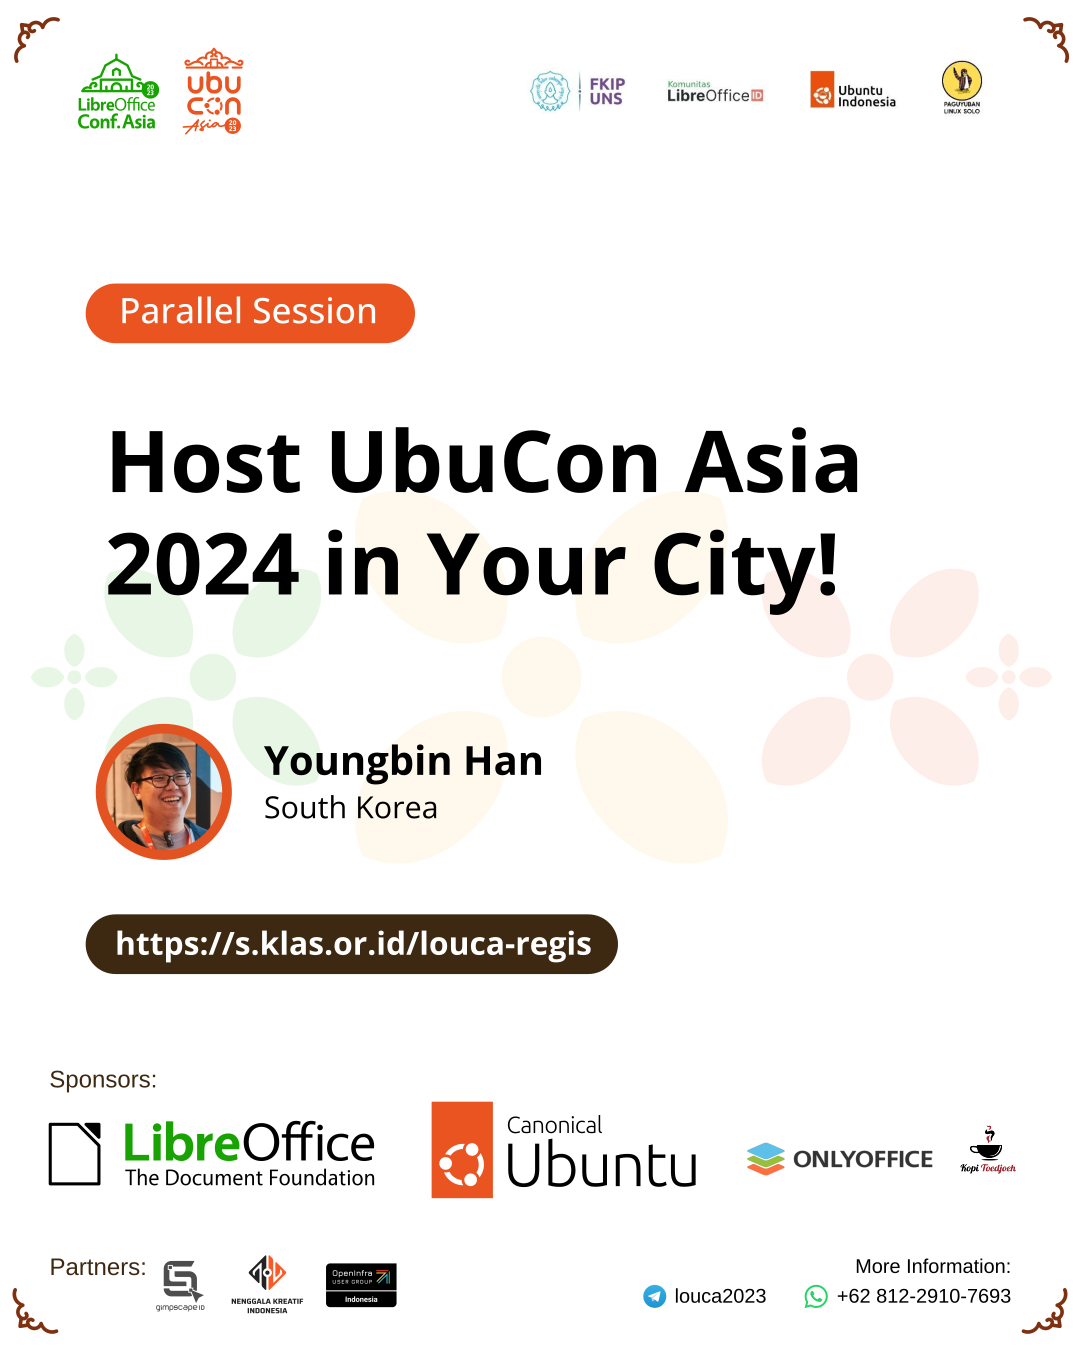 LibreOffice
Conf. Asia
2023
ubu
con
Asia
2023
FKIP
UNS
Komunitas
LibreOffice ID
Ubuntu
Indonesia
PAGUYUBAN
LINUX SOLO
Parallel Session
Host UbuCon Asia
2024 in Your City!
Youngbin Han
South Korea
https://s.klas.or.id/louca-regis
Sponsors:
LibreOffice
The Document Foundation
Canonical
Ubuntu
ONLYOFFICE
Kopi Toedjoeh
Partners:
gimpscape ID
NENGGALA KREATIF
INDONESIA
OpenInfra
USER GROUP
Indonesia
More Information:
louca2023
+62 812-2910-7693